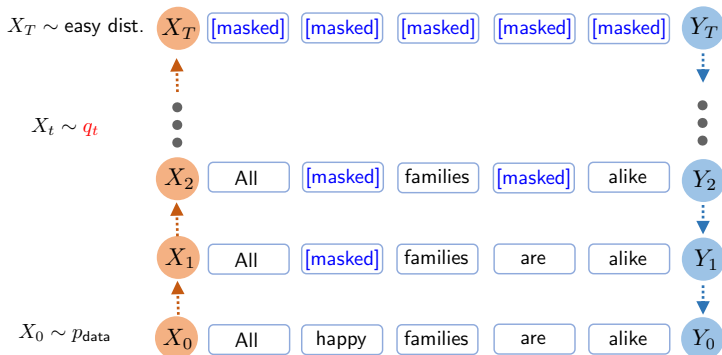 X_T ∼ easy dist. X_T [masked] [masked] [masked] [masked] [masked] Y_T
X_t ∼ q_t
X_2 All [masked] families [masked] alike Y_2
X_1 All [masked] families are alike Y_1
X_0 ∼ p_data X_0 All happy families are alike Y_0